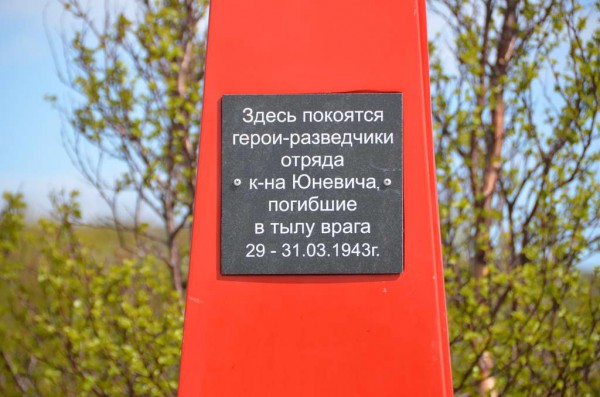 Здесь покоятся
герои-разведчики
отряда
к-на Юневича,
погибшие
в тылу врага
29 - 31.03.1943г.